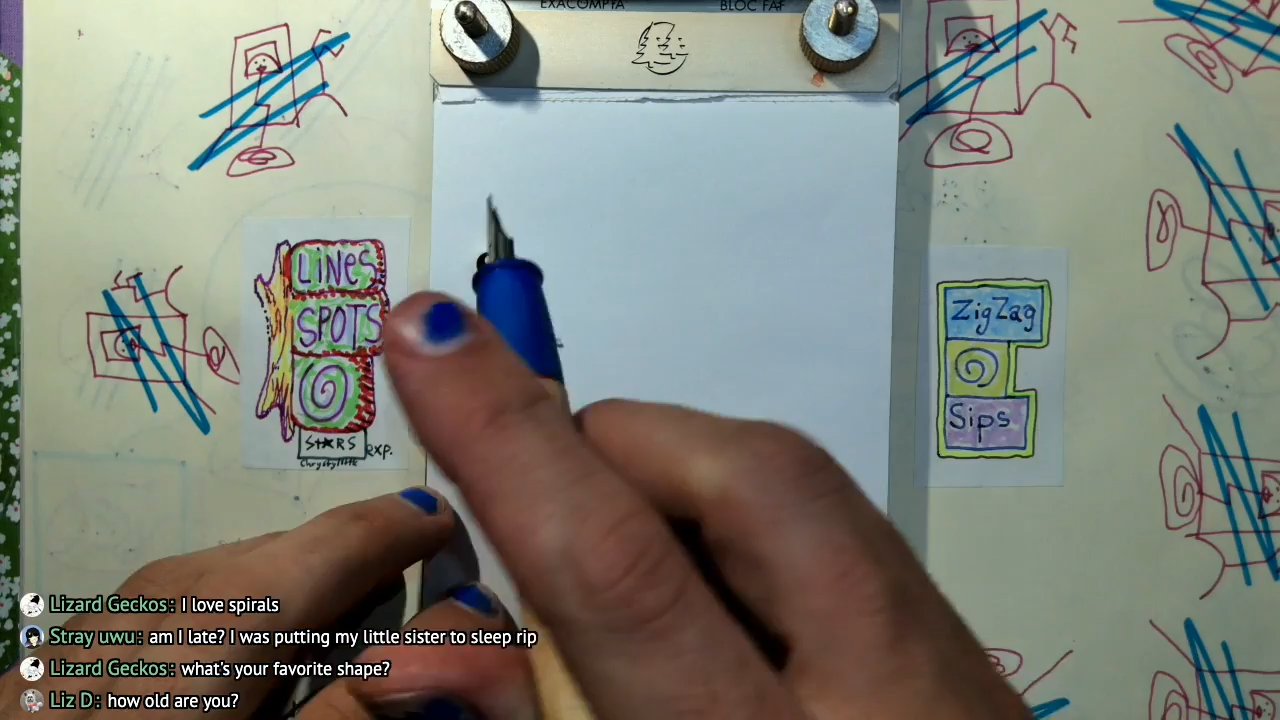 EXACOMPTA
BLOC FAF
LiNeS
SPOTS
STARS
exp.
ZigZag
Sips
Lizard Geckos: I love spirals
Stray uwu: am I late? I was putting my little sister to sleep rip
Lizard Geckos: what's your favorite shape?
Liz D: how old are you?